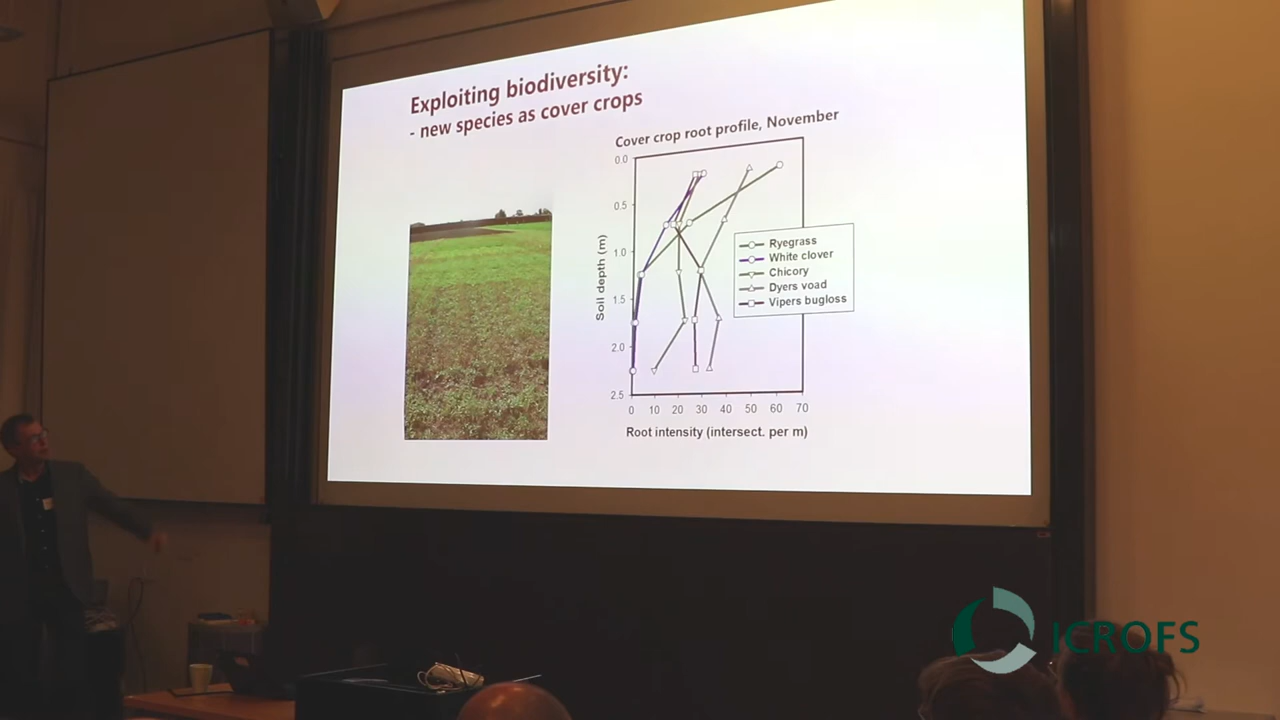 Exploiting biodiversity:
- new species as cover crops
Cover crop root profile, November
0.0
0.5
1.0
1.5
2.0
2.5
Soil depth (m)
0 10 20 30 40 50 60 70
Root intensity (intersect. per m)
Ryegrass
White clover
Chicory
Dyers voad
Vipers bugloss
ICROFS